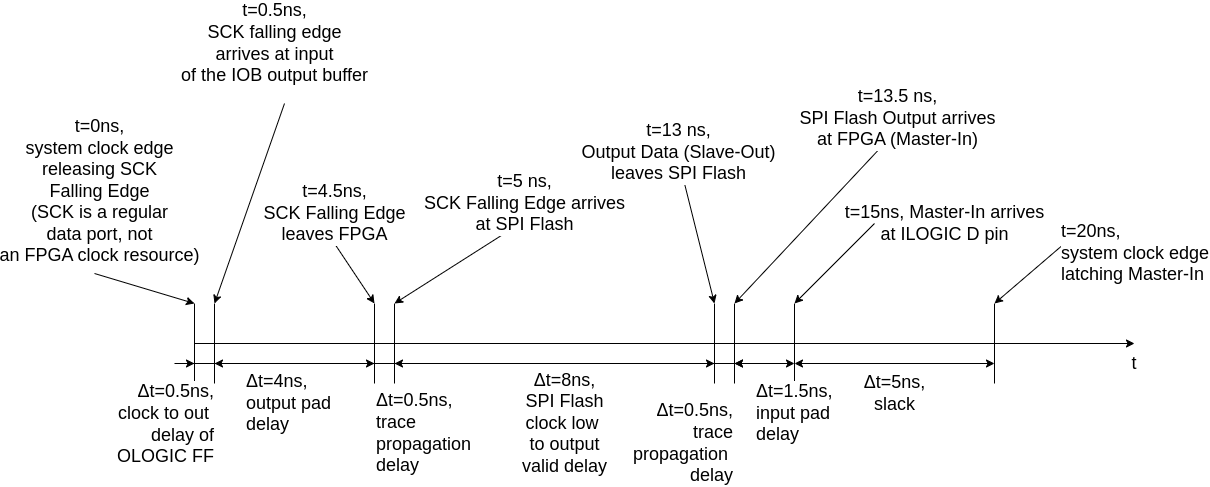 t=0.5ns,
SCK falling edge
arrives at input
of the IOB output buffer
t=0ns,
system clock edge
releasing SCK
Falling Edge
(SCK is a regular
data port, not
an FPGA clock resource)
t=4.5ns,
SCK Falling Edge
leaves FPGA
t=5 ns,
SCK Falling Edge arrives
at SPI Flash
t=13 ns,
Output Data (Slave-Out)
leaves SPI Flash
t=13.5 ns,
SPI Flash Output arrives
at FPGA (Master-In)
t=15ns, Master-In arrives
at ILOGIC D pin
t=20ns,
system clock edge
latching Master-In
t
Δt=0.5ns,
clock to out
delay of
OLOGIC FF
Δt=4ns,
output pad
delay
Δt=0.5ns,
trace
propagation
delay
Δt=8ns,
SPI Flash
clock low
to output
valid delay
Δt=0.5ns,
trace
propagation
delay
Δt=1.5ns,
input pad
delay
Δt=5ns,
slack